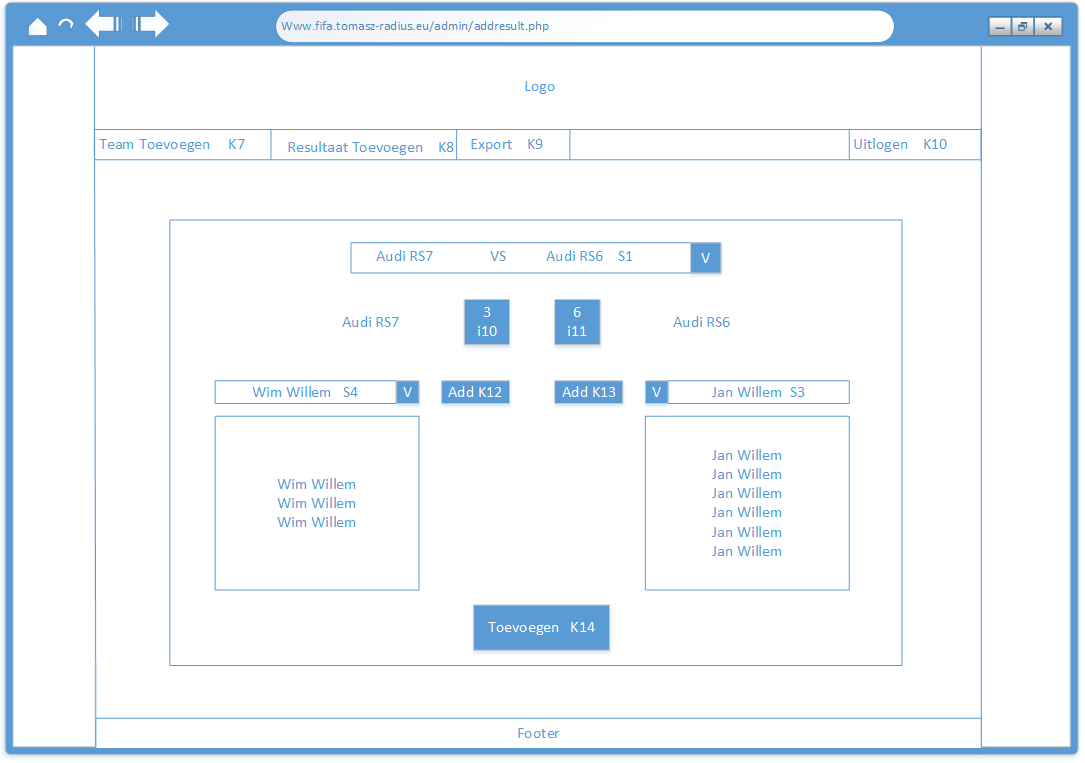 Www.fifa.tomasz-radius.eu/admin/addresult.php
Logo
Team Toevoegen K7
Resultaat Toevoegen K8
Export K9
Uitlogen K10
Audi RS7 VS Audi RS6 S1 V
Audi RS7
3
i10
6
i11
Audi RS6
Wim Willem S4 V
Add K12
Add K13
V Jan Willem S3
Wim Willem
Wim Willem
Wim Willem
Jan Willem
Jan Willem
Jan Willem
Jan Willem
Jan Willem
Jan Willem
Toevoegen K14
Footer